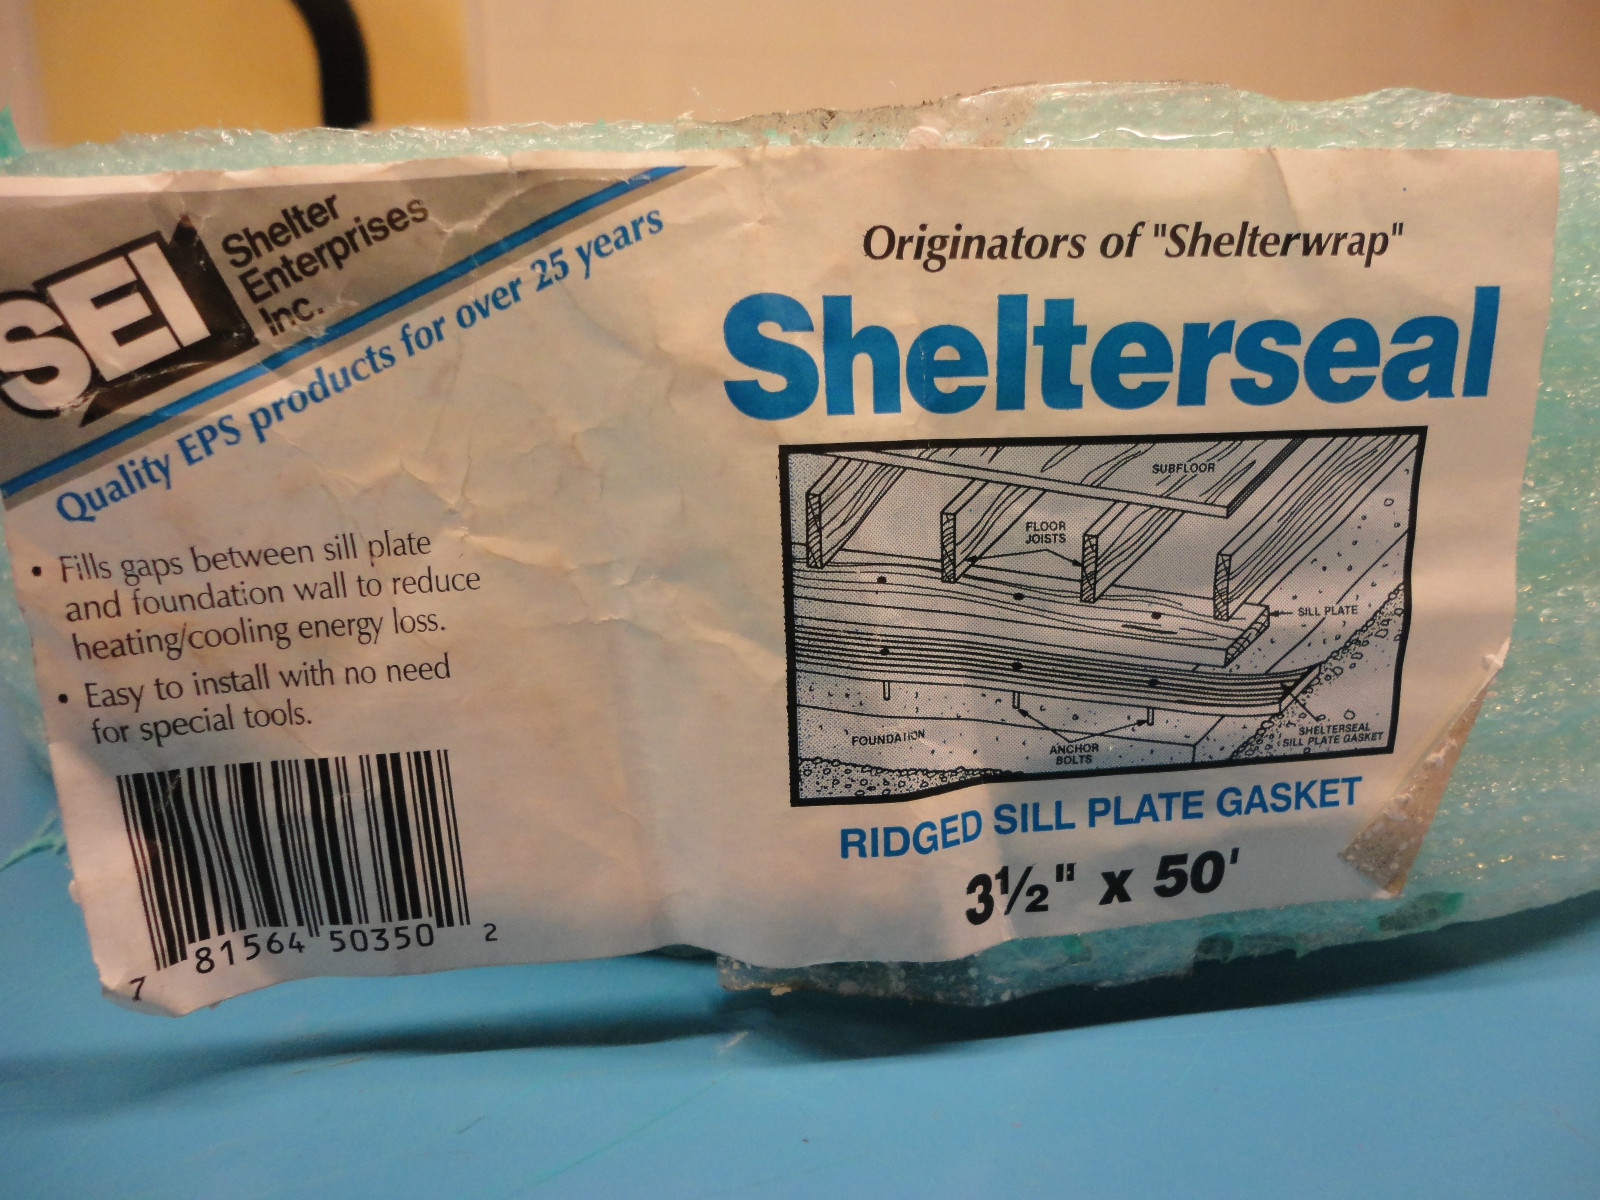 SEI
Shelter
Enterprises
Inc.
Quality EPS products for over 25 years
• Fills gaps between sill plate
and foundation wall to reduce
heating/cooling energy loss.
• Easy to install with no need
for special tools.
7 81564 50350 2
Originators of "Shelterwrap"
Shelterseal
SUBFLOOR
FLOOR
JOISTS
SILL PLATE
SHELTERSEAL
SILL PLATE GASKET
FOUNDATION
ANCHOR
BOLTS
RIDGED SILL PLATE GASKET
3½" x 50'